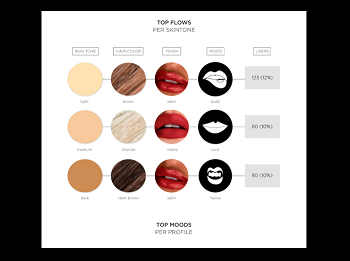 TOP FLOWS
PER SKINTONE
SKIN TONE HAIR COLOR FINISH MOOD USERS
light brown satin bold 123 (12%)
medium blonde matte cool 80 (10%)
dark dark brown satin fierce 80 (10%)
TOP MOODS
PER PROFILE